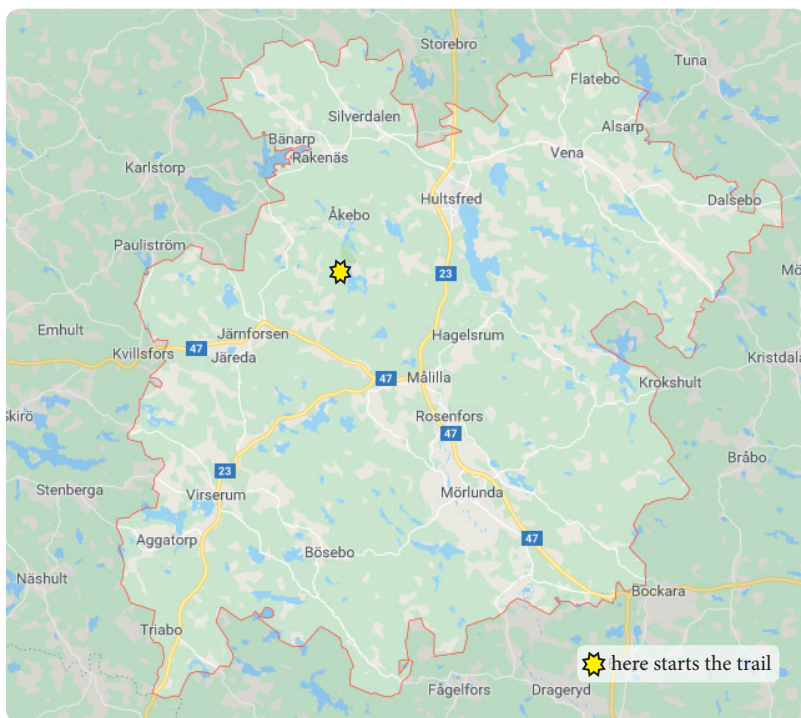 Storebro
Tuna
Flatebo
Silverdalen
Alsarp
Bänarp
Vena
Rakenäs
Karlstorp
Hultsfred
Dalsebo
Åkebo
Pauliström
23
Mö
Emhult
Järnforsen
Hagelsrum
Kvillsfors
47
Järeda
Kristdala
47
Målilla
Krokshult
Skirö
Rosenfors
47
Bråbo
23
Stenberga
Virserum
Mörlunda
Aggatorp
47
Bösebo
Näshult
Bockara
Triabo
here starts the trail
Fågelfors
Drageryd